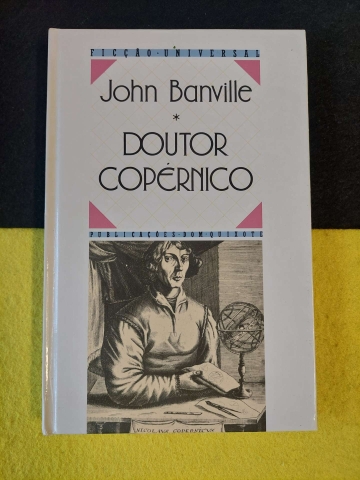 FICÇÃO·UNIVERSAL
John Banville
*
DOUTOR
COPÉRNICO
PUBLICAÇÕES·DOM·QUIXOTE